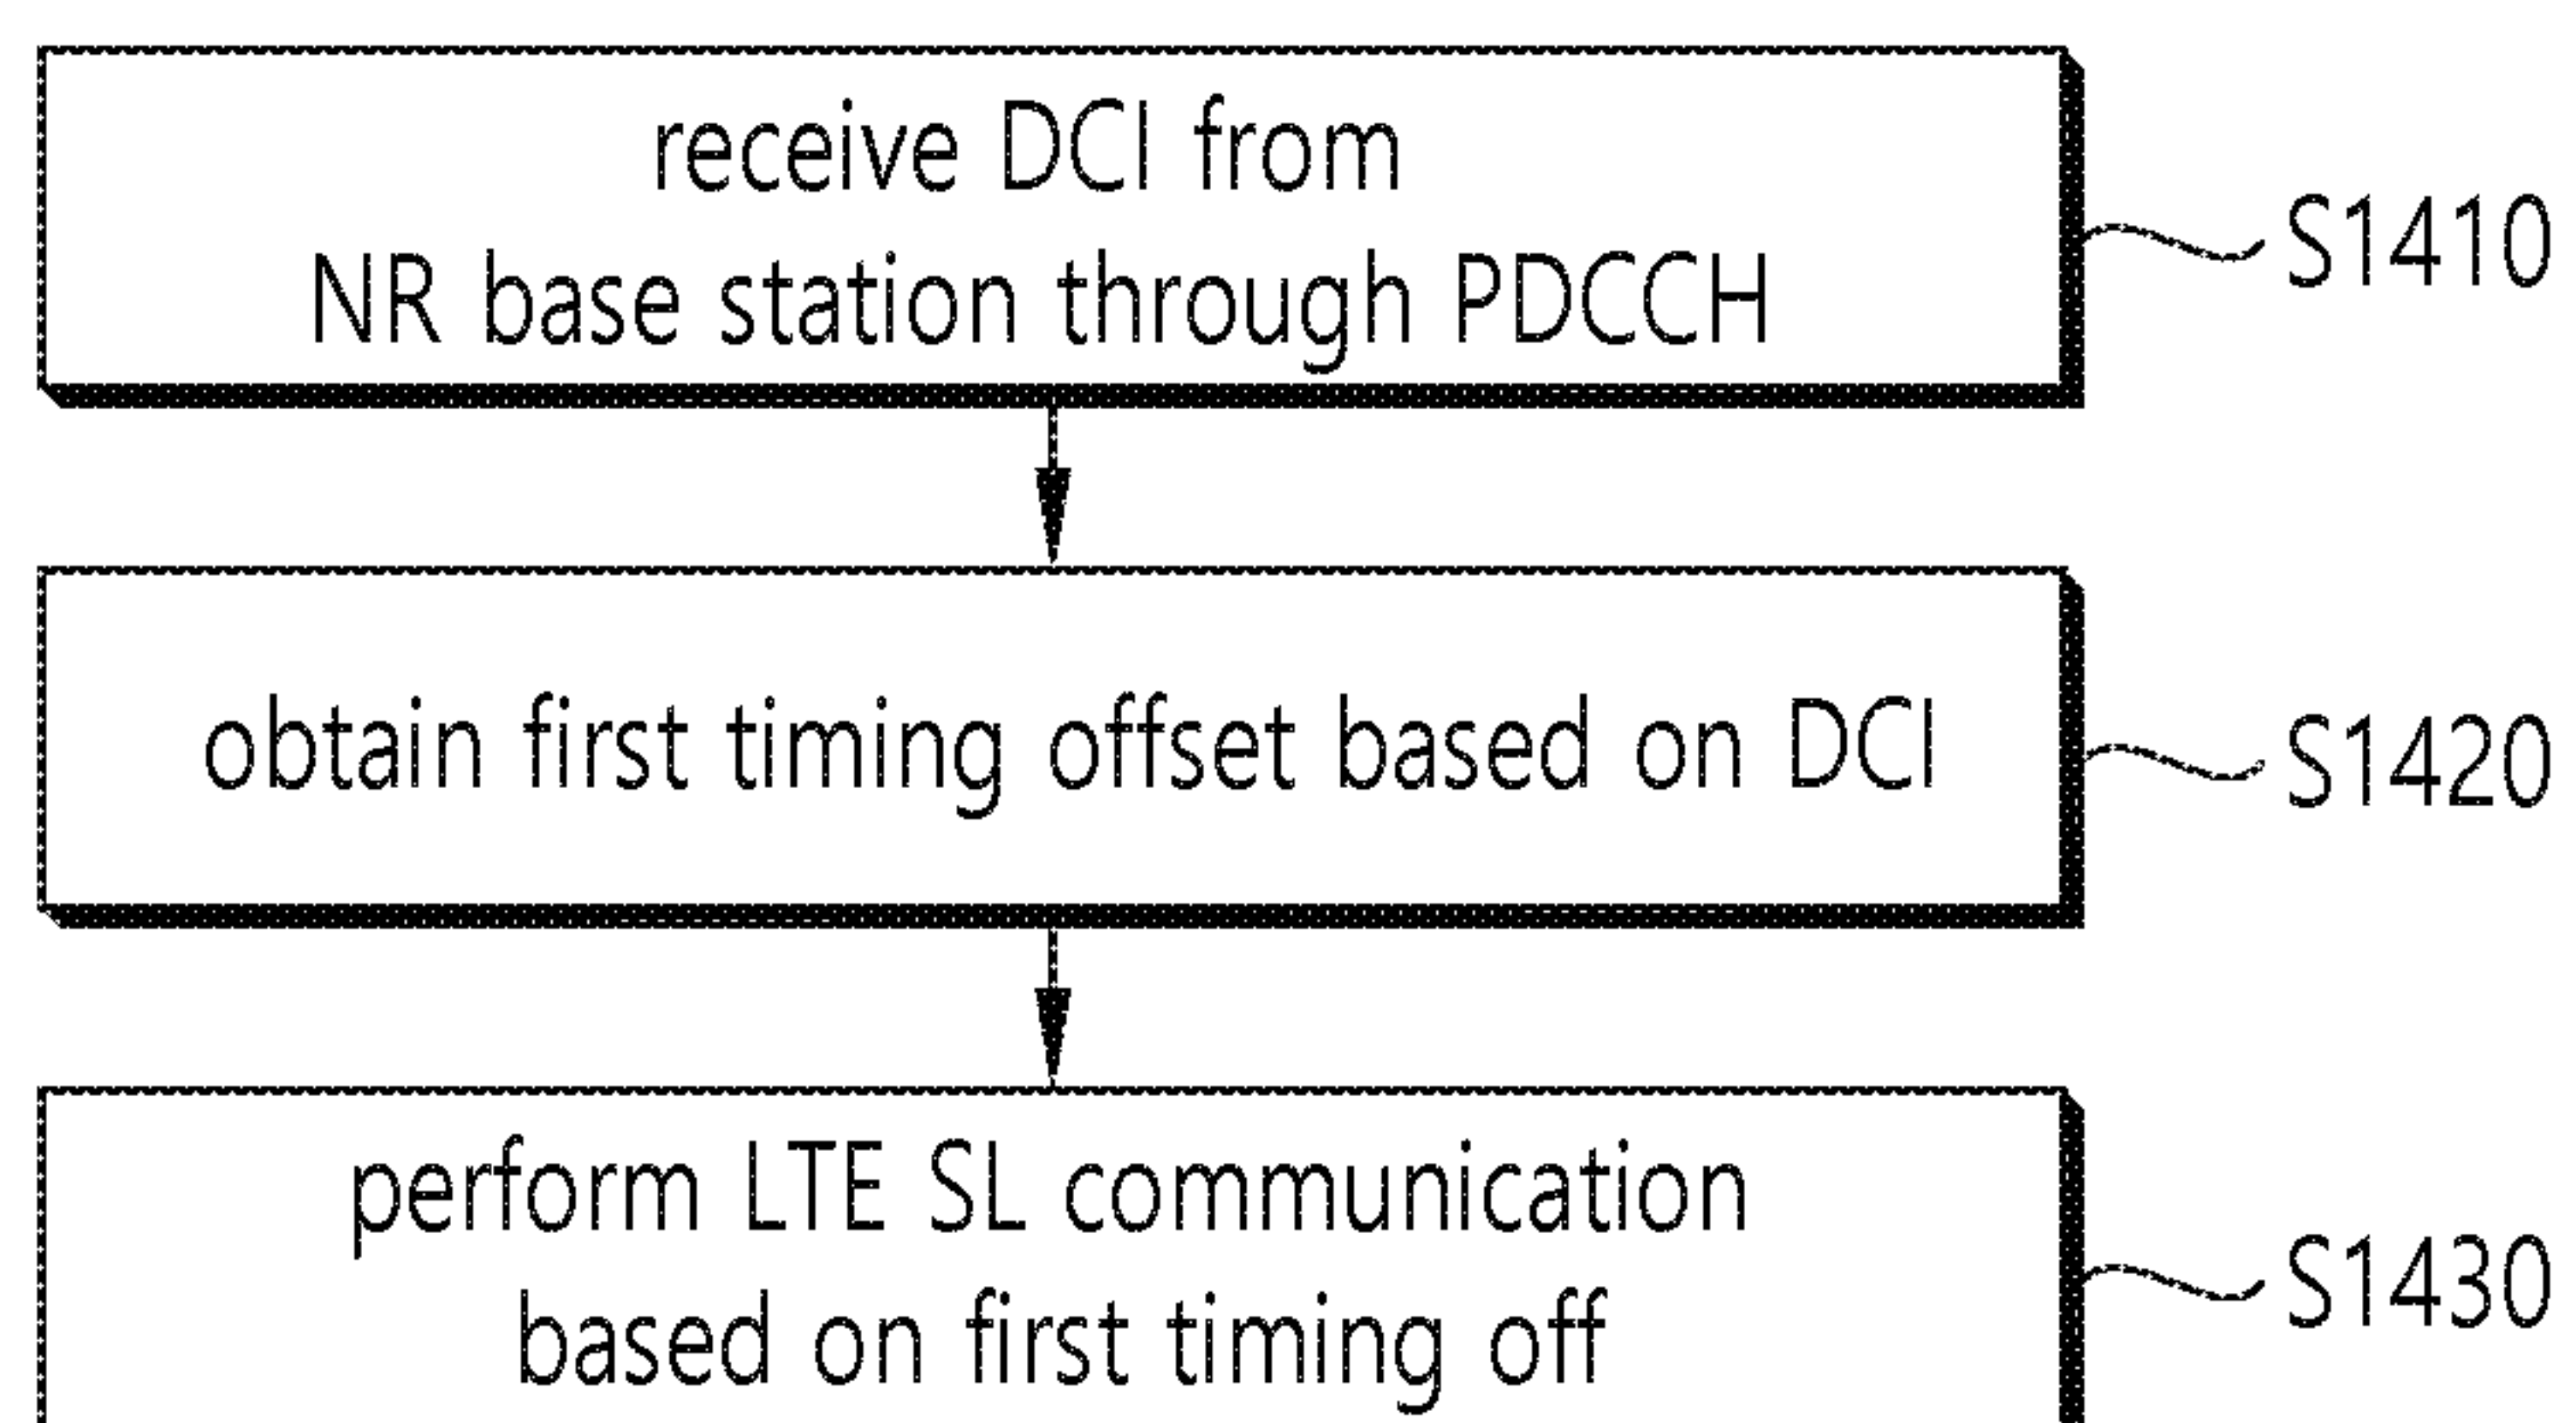 receive DCI from
NR base station through PDCCH
S1410
obtain first timing offset based on DCI
S1420
perform LTE SL communication
based on first timing off
S1430